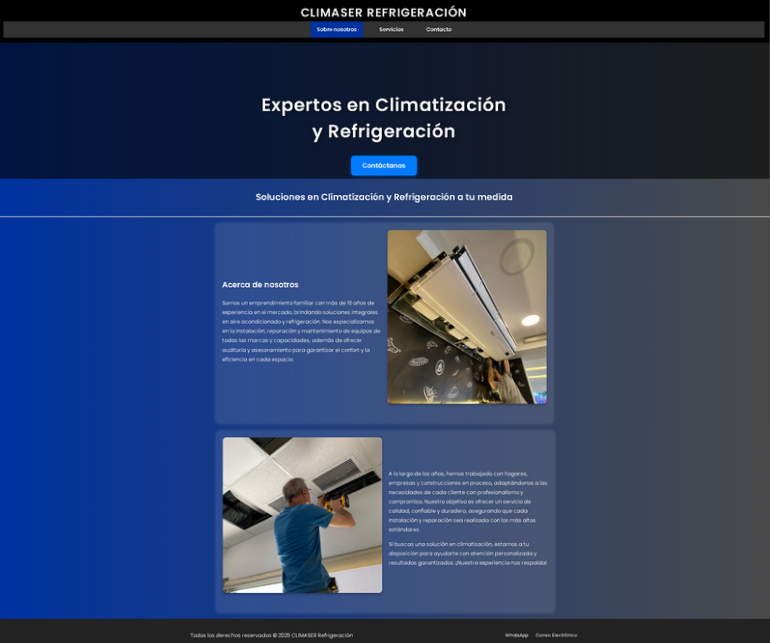 CLIMASER REFRIGERACIÓN
Sobre nosotros Servicios Contacto
Expertos en Climatización
y Refrigeración
Contáctanos
Soluciones en Climatización y Refrigeración a tu medida
Acerca de nosotros
Somos un emprendimiento familiar con más de 15 años de
experiencia en el mercado, brindando soluciones integrales
en aire acondicionado y refrigeración. Nos especializamos
en la instalación, reparación y mantenimiento de equipos de
todas las marcas y capacidades, además de ofrecer
auditoría y asesoramiento para garantizar el confort y la
eficiencia en cada espacio.
A lo largo de los años, hemos trabajado con hogares,
empresas y construcciones en proceso, adaptándonos a las
necesidades de cada cliente con profesionalismo y
compromiso. Nuestro objetivo es ofrecer un servicio de
calidad, confiable y duradero, asegurando que cada
instalación y reparación sea realizada con los más altos
estándares.
Si buscas una solución en climatización, estamos a tu
disposición para ayudarte con atención personalizada y
resultados garantizados. ¡Nuestra experiencia nos respalda!
Todos los derechos reservados © 2025 CLIMASER Refrigeración
WhatsApp Correo Electrónico